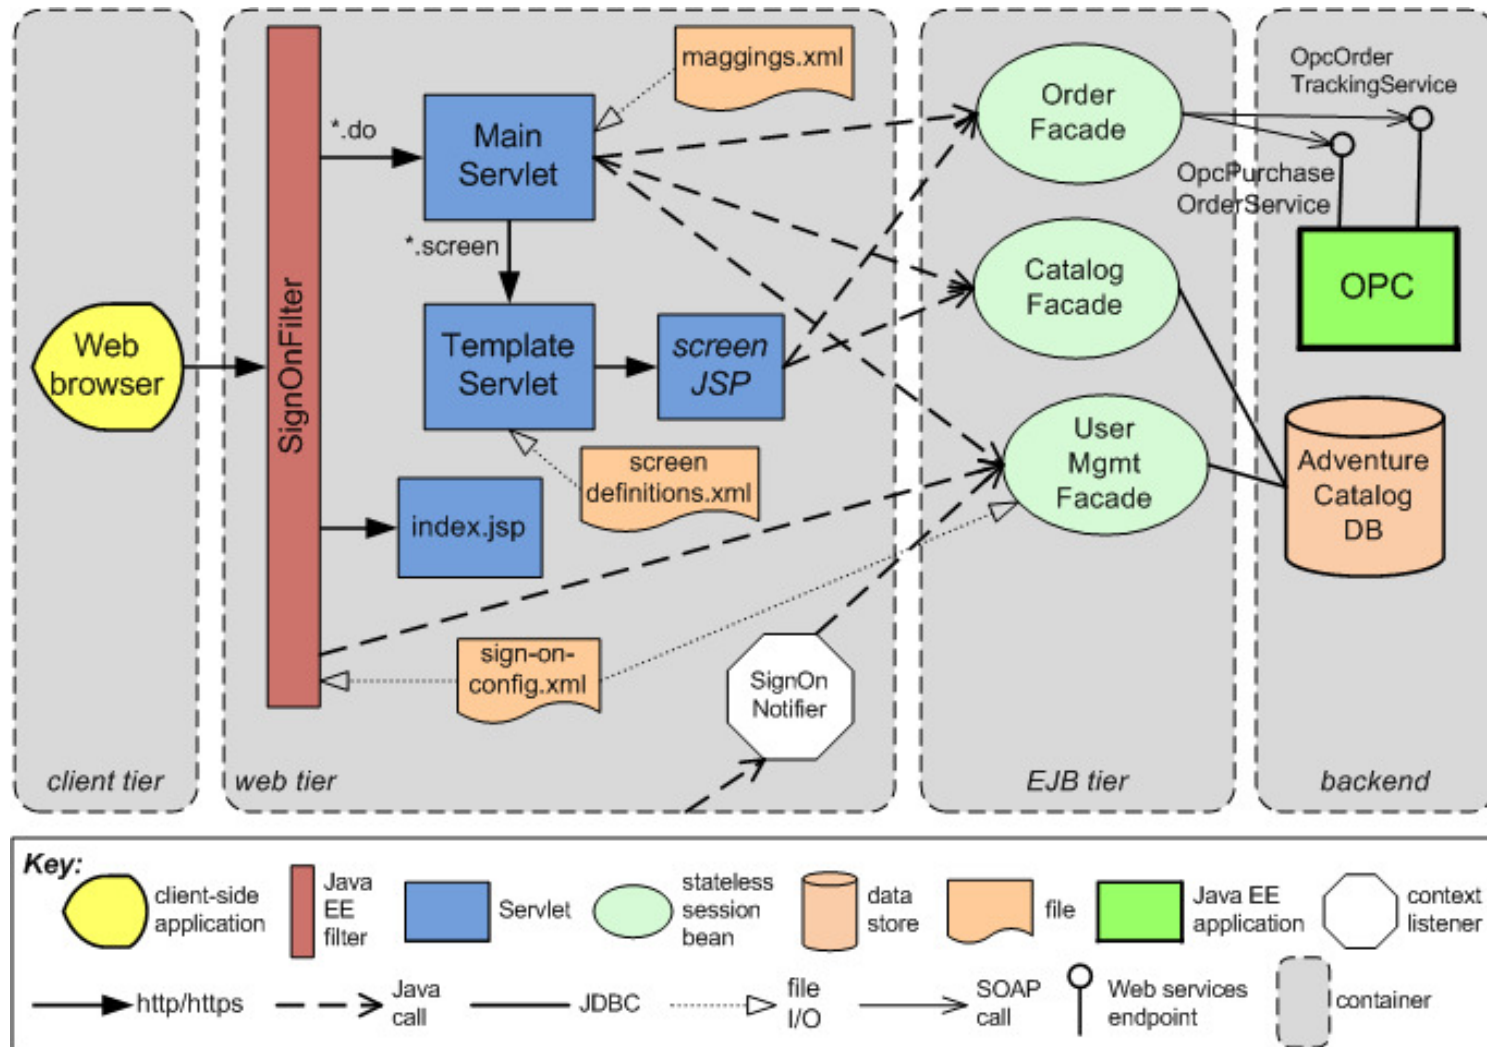 maggings.xml
OpcOrder
TrackingService
Order
Facade
*.do
Main
Servlet
OpcPurchase
OrderService
*.screen
Catalog
Facade
OPC
SignOnFilter
Web
browser
Template
Servlet
screen
JSP
User
Mgmt
Facade
Adventure
Catalog
DB
screen
definitions.xml
index.jsp
sign-on-
config.xml
SignOn
Notifier
client tier
web tier
EJB tier
backend
Key:
client-side
application
Java
EE
filter
Servlet
stateless
session
bean
data
store
file
Java EE
application
context
listener
http/https
Java
call
JDBC
file
I/O
SOAP
call
Web services
endpoint
container